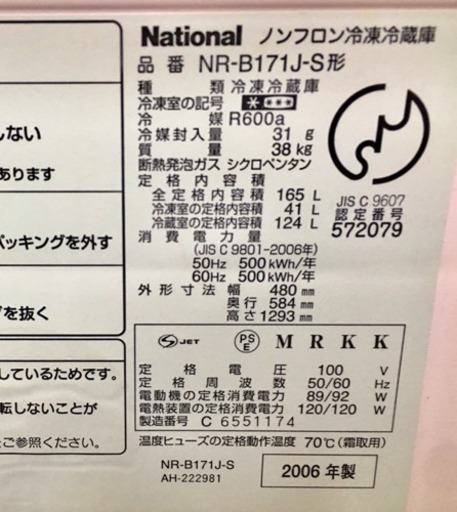 National ノンフロン冷凍冷蔵庫
品番 NR-B171J-S形
種類 冷凍冷蔵庫
冷凍室の記号 * ***
冷媒 R600a
冷媒封入量 31 g
質量 38 kg
断熱発泡ガス シクロペンタン
定格内容積
全定格内容積 165 L
冷凍室の定格内容積 41 L
冷蔵室の定格内容積 124 L
JIS C 9607
認定番号
572079
消費電力量
(JIS C 9801-2006年)
50Hz 500 kWh/年
60Hz 500 kWh/年
外形寸法 幅 480 mm
奥行 584 mm
高さ 1293 mm
S JET PSE M R K K
定格電圧 100 V
定格周波数 50/60 Hz
電動機の定格消費電力 89/92 W
電熱装置の定格消費電力 120/120 W
製造番号 C 6551174
温度ヒューズの定格動作温度 70℃(霜取用)
NR-B171J-S
AH-222981
2006年製
しない
あります
パッキングを外す
グを抜く
しているためです。
転しないことが
ご参照ください。